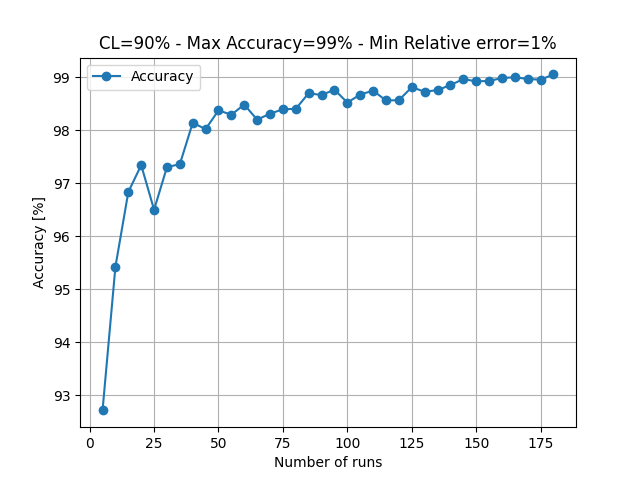 CL=90% - Max Accuracy=99% - Min Relative error=1%
Accuracy
Accuracy [%]
99
98
97
96
95
94
93
0 25 50 75 100 125 150 175
Number of runs